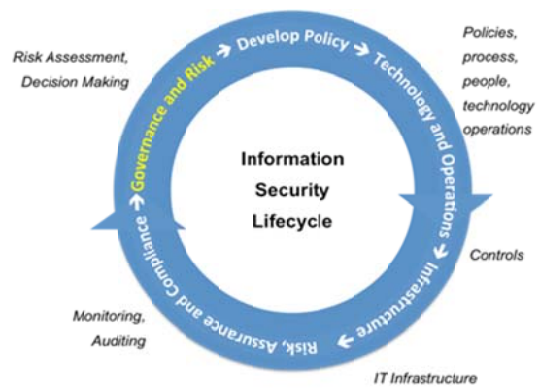 Risk Assessment,
Decision Making
Governance and Risk → Develop Policy → Technology and Operations → Infrastructure → Risk, Assurance and Compliance →
Policies,
process,
people,
technology
operations
Information
Security
Lifecycle
Controls
Monitoring,
Auditing
IT Infrastructure